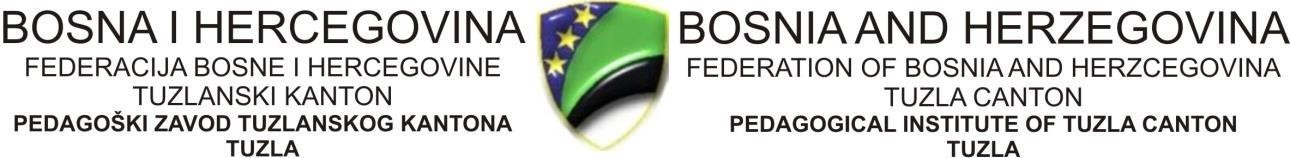 BOSNA I HERCEGOVINA
FEDERACIJA BOSNE I HERCEGOVINE
TUZLANSKI KANTON
PEDAGOŠKI ZAVOD TUZLANSKOG KANTONA
TUZLA
BOSNIA AND HERZEGOVINA
FEDERATION OF BOSNIA AND HERZCEGOVINA
TUZLA CANTON
PEDAGOGICAL INSTITUTE OF TUZLA CANTON
TUZLA